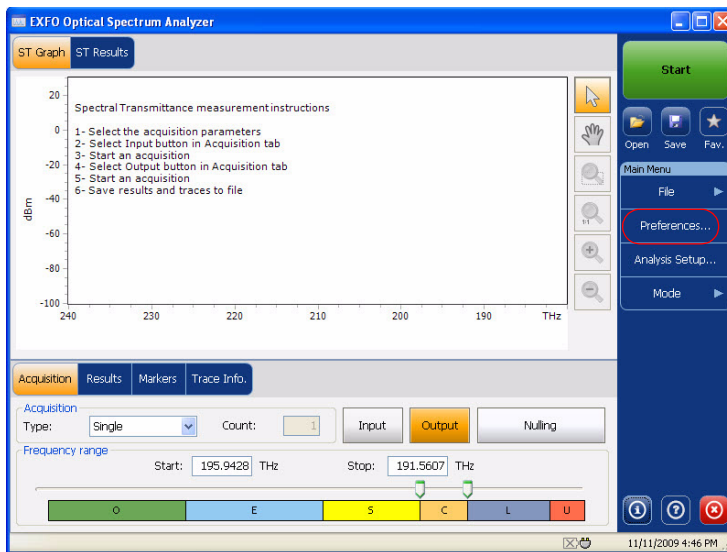 EXFO Optical Spectrum Analyzer
ST Graph ST Results
Start
20
0
-20
-40
-60
-80
-100
dBm
Spectral Transmittance measurement instructions
1- Select the acquisition parameters
2- Select Input button in Acquisition tab
3- Start an acquisition
4- Select Output button in Acquisition tab
5- Start an acquisition
6- Save results and traces to file
240 230 220 210 200 190 THz
1:1
Open Save Fav.
Main Menu
File
Preferences...
Analysis Setup...
Mode
Acquisition Results Markers Trace Info.
Acquisition
Type: Single Count: 1 Input Output Nulling
Frequency range
Start: 195.9428 THz Stop: 191.5607 THz
O E S C L U
11/11/2009 4:46 PM